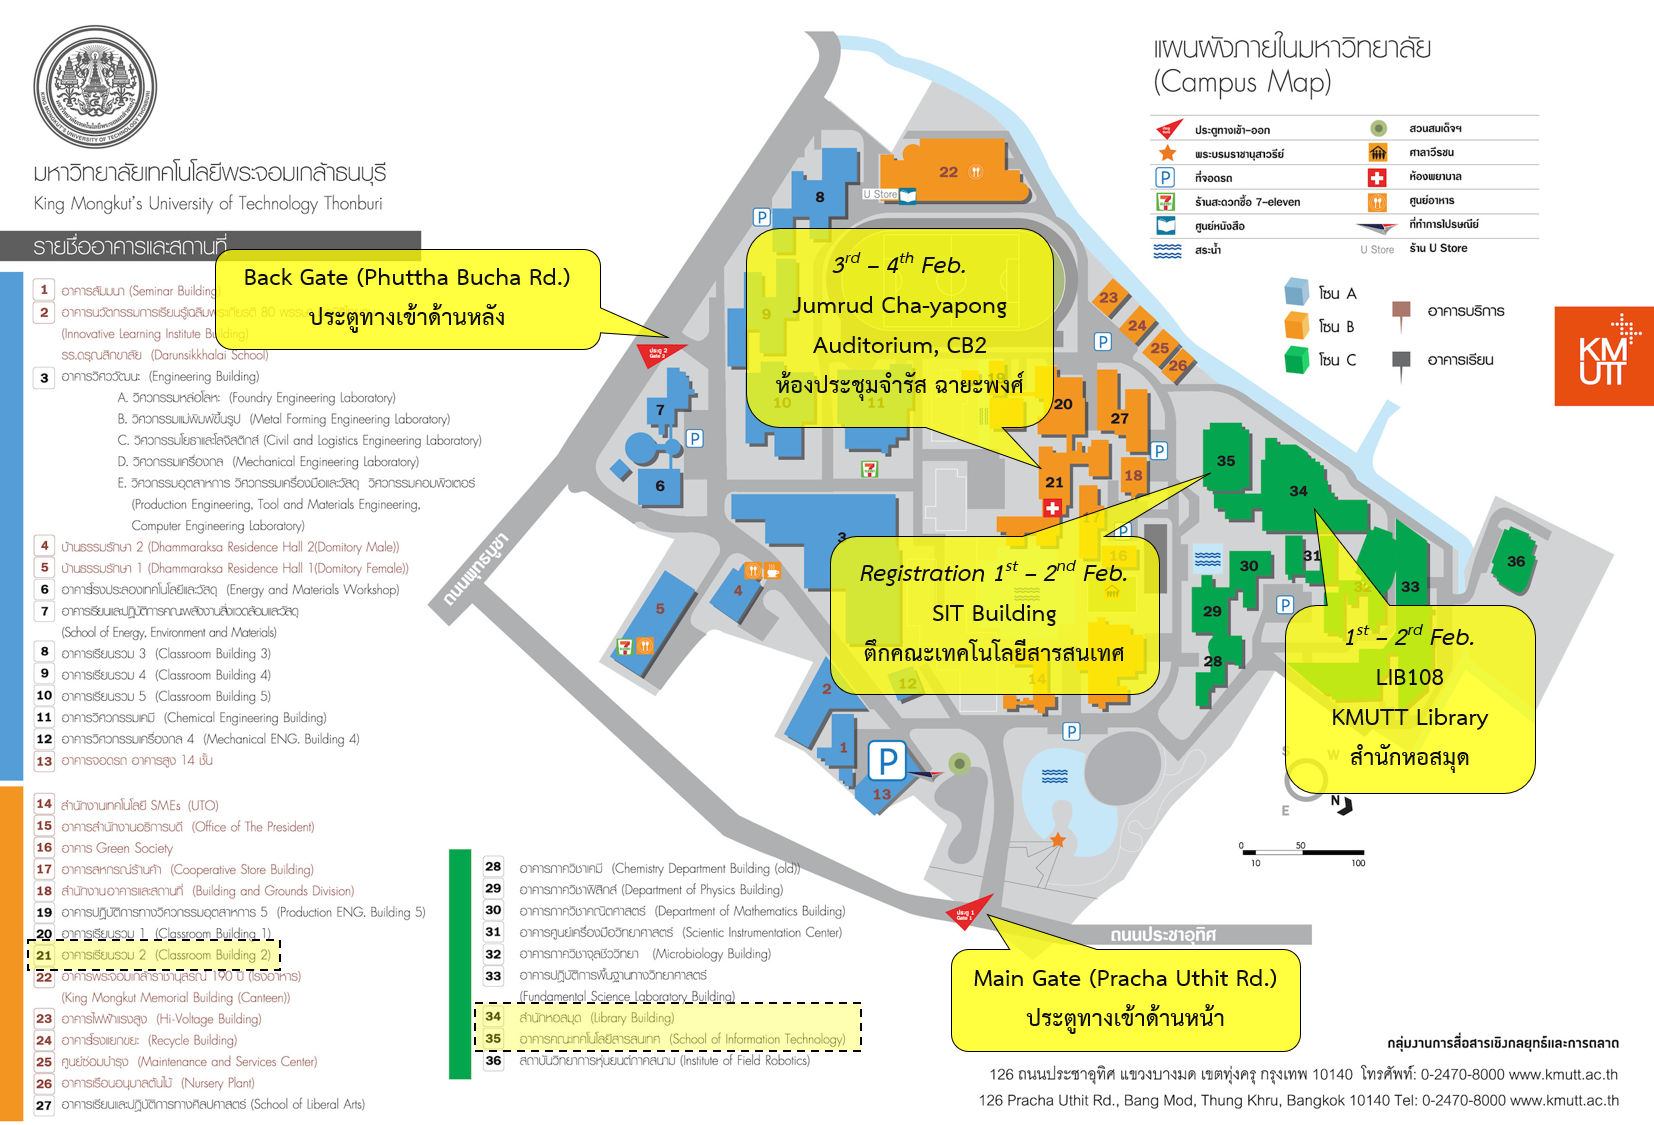 มหาวิทยาลัยเทคโนโลยีพระจอมเกล้าธนบุรี
King Mongkut's University of Technology Thonburi
รายชื่ออาคารและสถานที่
1 อาคารสัมมนา (Seminar Building)
2 อาคารนวัตกรรมการเรียนรู้เฉลิมพระเกียรติ 80 พรรษา
(Innovative Learning Institute Building)
รร.ดรุณสิกขาลัย (Darunsikkhalai School)
3 อาคารวิศววัฒนะ (Engineering Building)
A. วิศวกรรมหล่อโลหะ (Foundry Engineering Laboratory)
B. วิศวกรรมแม่พิมพ์ขึ้นรูป (Metal Forming Engineering Laboratory)
C. วิศวกรรมโยธาและโลจิสติกส์ (Civil and Logistics Engineering Laboratory)
D. วิศวกรรมเครื่องกล (Mechanical Engineering Laboratory)
E. วิศวกรรมอุตสาหการ วิศวกรรมเครื่องมือและวัสดุ วิศวกรรมคอมพิวเตอร์
(Production Engineering, Tool and Materials Engineering,
Computer Engineering Laboratory)
4 บ้านธรรมรักษา 2 (Dhammaraksa Residence Hall 2(Domitory Male))
5 บ้านธรรมรักษา 1 (Dhammaraksa Residence Hall 1(Domitory Female))
6 อาคารโรงประลองเทคโนโลยีและวัสดุ (Energy and Materials Workshop)
7 อาคารเรียนและปฏิบัติการคณะพลังงานสิ่งแวดล้อมและวัสดุ
(School of Energy, Environment and Materials)
8 อาคารเรียนรวม 3 (Classroom Building 3)
9 อาคารเรียนรวม 4 (Classroom Building 4)
10 อาคารเรียนรวม 5 (Classroom Building 5)
11 อาคารวิศวกรรมเคมี (Chemical Engineering Building)
12 อาคารวิศวกรรมเครื่องกล 4 (Mechanical ENG. Building 4)
13 อาคารจอดรถ อาคารสูง 14 ชั้น
14 สำนักงานเทคโนโลยี SMEs (UTO)
15 อาคารสำนักงานอธิการบดี (Office of The President)
16 อาคาร Green Society
17 อาคารสหกรณ์ร้านค้า (Cooperative Store Building)
18 สำนักงานอาคารและสถานที่ (Building and Grounds Division)
19 อาคารปฏิบัติการทางวิศวกรรมอุตสาหการ 5 (Production ENG. Building 5)
20 อาคารเรียนรวม 1 (Classroom Building 1)
21 อาคารเรียนรวม 2 (Classroom Building 2)
22 อาคารพระจอมเกล้าราชานุสรณ์ 190 ปี (โรงอาหาร)
(King Mongkut Memorial Building (Canteen))
23 อาคารไฟฟ้าแรงสูง (Hi-Voltage Building)
24 อาคารโรงแยกขยะ (Recycle Building)
25 ศูนย์ซ่อมบำรุง (Maintenance and Services Center)
26 อาคารเรือนอนุบาลต้นไม้ (Nursery Plant)
27 อาคารเรียนและปฏิบัติการทางศิลปศาสตร์ (School of Liberal Arts)
28 อาคารภาควิชาเคมี (Chemistry Department Building (old))
29 อาคารภาควิชาฟิสิกส์ (Department of Physics Building)
30 อาคารภาควิชาคณิตศาสตร์ (Department of Mathematics Building)
31 อาคารศูนย์เครื่องมือวิทยาศาสตร์ (Scientic Instrumentation Center)
32 อาคารภาควิชาจุลชีววิทยา (Microbiology Building)
33 อาคารปฏิบัติการพื้นฐานทางวิทยาศาสตร์
(Fundamental Science Laboratory Building)
34 สำนักหอสมุด (Library Building)
35 อาคารคณะเทคโนโลยีสารสนเทศ (School of Information Technology)
36 สถาบันวิทยาการหุ่นยนต์ภาคสนาม (Institute of Field Robotics)
Back Gate (Phuttha Bucha Rd.)
ประตูทางเข้าด้านหลัง
3rd – 4th Feb.
Jumrud Cha-yapong
Auditorium, CB2
ห้องประชุมจำรัส ฉายะพงศ์
Registration 1st – 2nd Feb.
SIT Building
ตึกคณะเทคโนโลยีสารสนเทศ
1st – 2rd Feb.
LIB108
KMUTT Library
สำนักหอสมุด
Main Gate (Pracha Uthit Rd.)
ประตูทางเข้าด้านหน้า
ถนนพุทธบูชา
ถนนประชาอุทิศ
ประตู 2
Gate 2
ประตู 1
Gate 1
U Store
แผนผังภายในมหาวิทยาลัย
(Campus Map)
ประตูทางเข้า-ออก
สวนสมเด็จฯ
พระบรมราชานุสาวรีย์
ศาลาวีรชน
ที่จอดรถ
ห้องพยาบาล
ร้านสะดวกซื้อ 7-eleven
ศูนย์อาหาร
ศูนย์หนังสือ
ที่ทำการไปรษณีย์
สระน้ำ
U Store ร้าน U Store
โซน A
โซน B
โซน C
อาคารบริการ
อาคารเรียน
KM
UTT
S W
E N
0 50
10 100
กลุ่มงานการสื่อสารเชิงกลยุทธ์และการตลาด
126 ถนนประชาอุทิศ แขวงบางมด เขตทุ่งครุ กรุงเทพ 10140 โทรศัพท์: 0-2470-8000 www.kmutt.ac.th
126 Pracha Uthit Rd., Bang Mod, Thung Khru, Bangkok 10140 Tel: 0-2470-8000 www.kmutt.ac.th